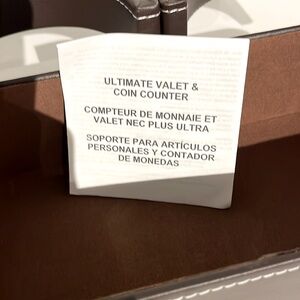 ULTIMATE VALET &
COIN COUNTER
COMPTEUR DE MONNAIE ET
VALET NEC PLUS ULTRA
SOPORTE PARA ARTÍCULOS
PERSONALES Y CONTADOR
DE MONEDAS